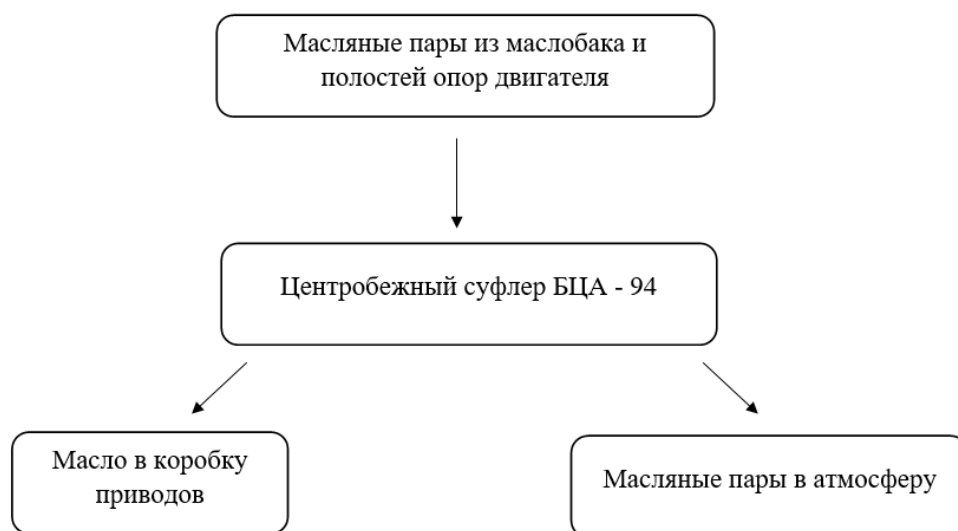 Масляные пары из маслобака и
полостей опор двигателя
Центробежный суфлер БЦА - 94
Масло в коробку
приводов
Масляные пары в атмосферу